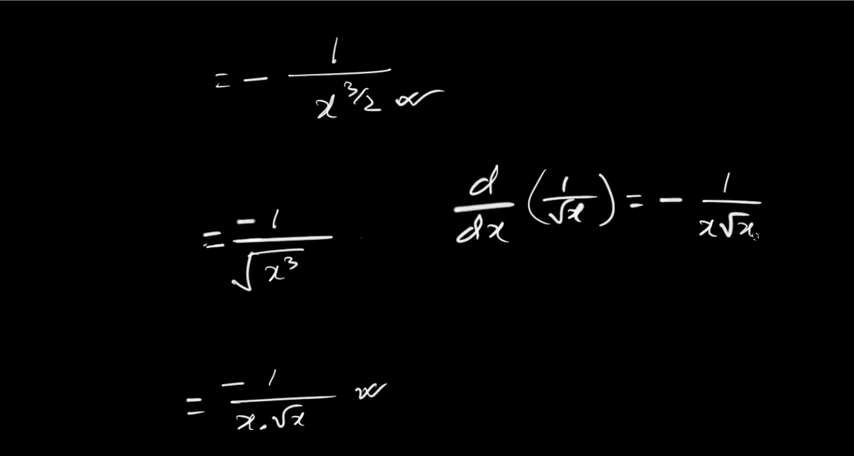 = - 1 / x^3/2
= -1 / √x³
d/dx (1/√x) = - 1 / x√x
= -1 / x.√x